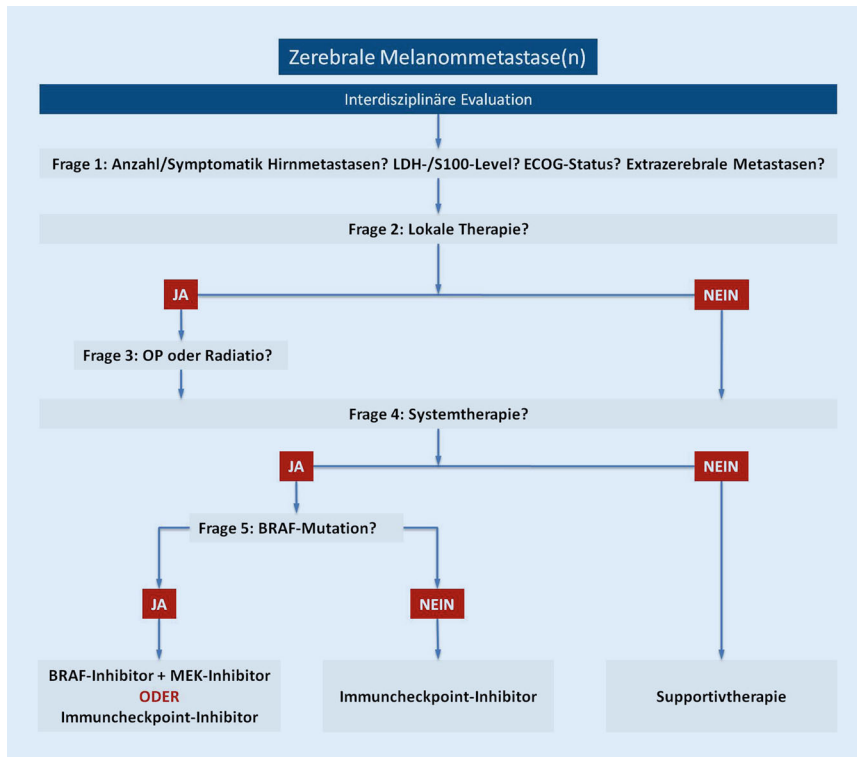 Zerebrale Melanommetastase(n)
Interdisziplinäre Evaluation
Frage 1: Anzahl/Symptomatik Hirnmetastasen? LDH-/S100-Level? ECOG-Status? Extrazerebrale Metastasen?
Frage 2: Lokale Therapie?
JA
NEIN
Frage 3: OP oder Radiatio?
Frage 4: Systemtherapie?
JA
NEIN
Frage 5: BRAF-Mutation?
JA
NEIN
BRAF-Inhibitor + MEK-Inhibitor
ODER
Immuncheckpoint-Inhibitor
Immuncheckpoint-Inhibitor
Supportivtherapie